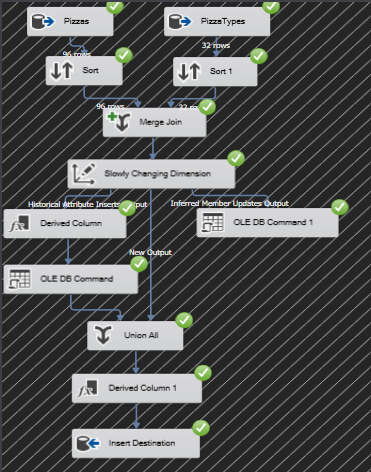 Pizzas
PizzaTypes
96 rows
32 rows
Sort
Sort 1
96 rows
32 rows
Merge Join
Slowly Changing Dimension
Historical Attribute Inserts Output
Inferred Member Updates Output
Derived Column
OLE DB Command 1
New Output
OLE DB Command
Union All
Derived Column 1
Insert Destination